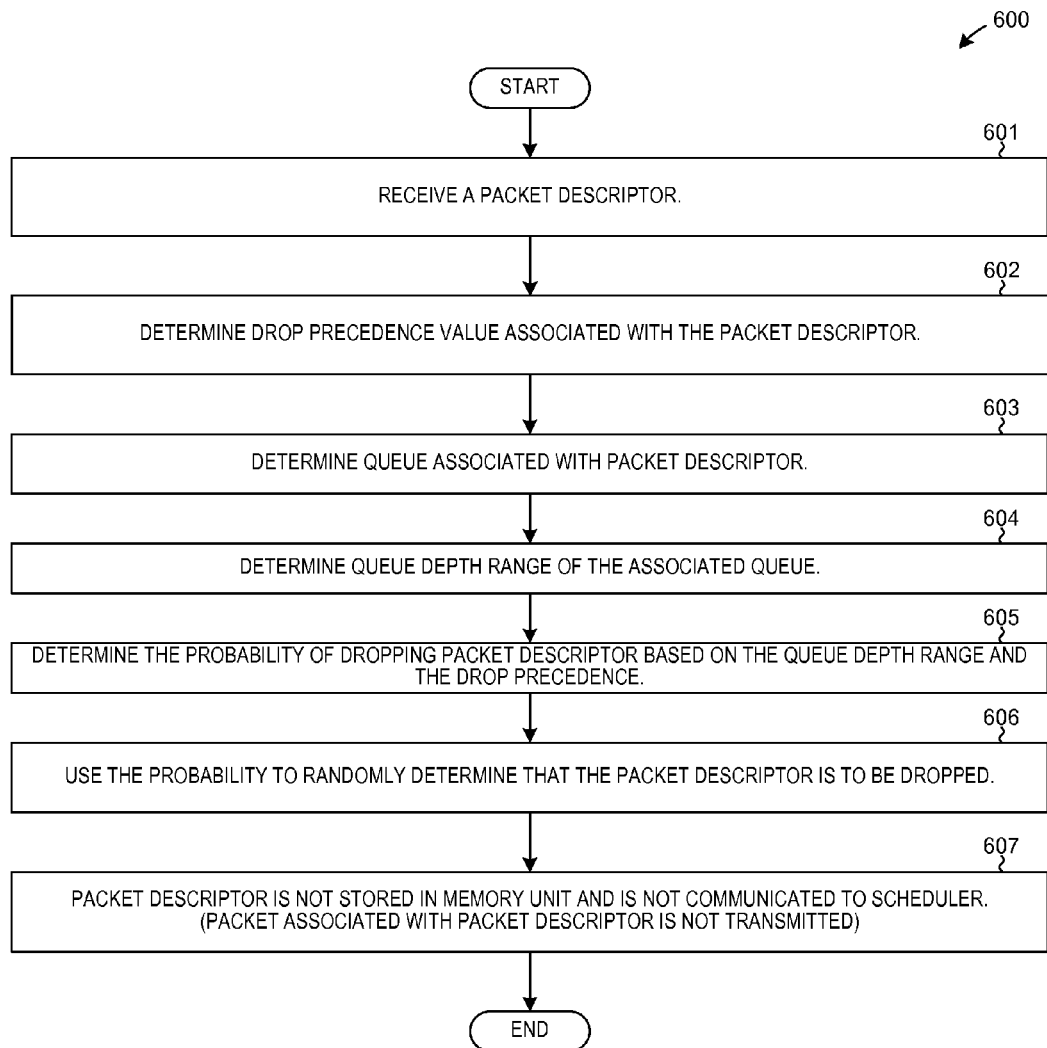 600
START
601
RECEIVE A PACKET DESCRIPTOR.
602
DETERMINE DROP PRECEDENCE VALUE ASSOCIATED WITH THE PACKET DESCRIPTOR.
603
DETERMINE QUEUE ASSOCIATED WITH PACKET DESCRIPTOR.
604
DETERMINE QUEUE DEPTH RANGE OF THE ASSOCIATED QUEUE.
605
DETERMINE THE PROBABILITY OF DROPPING PACKET DESCRIPTOR BASED ON THE QUEUE DEPTH RANGE AND
THE DROP PRECEDENCE.
606
USE THE PROBABILITY TO RANDOMLY DETERMINE THAT THE PACKET DESCRIPTOR IS TO BE DROPPED.
607
PACKET DESCRIPTOR IS NOT STORED IN MEMORY UNIT AND IS NOT COMMUNICATED TO SCHEDULER.
(PACKET ASSOCIATED WITH PACKET DESCRIPTOR IS NOT TRANSMITTED)
END